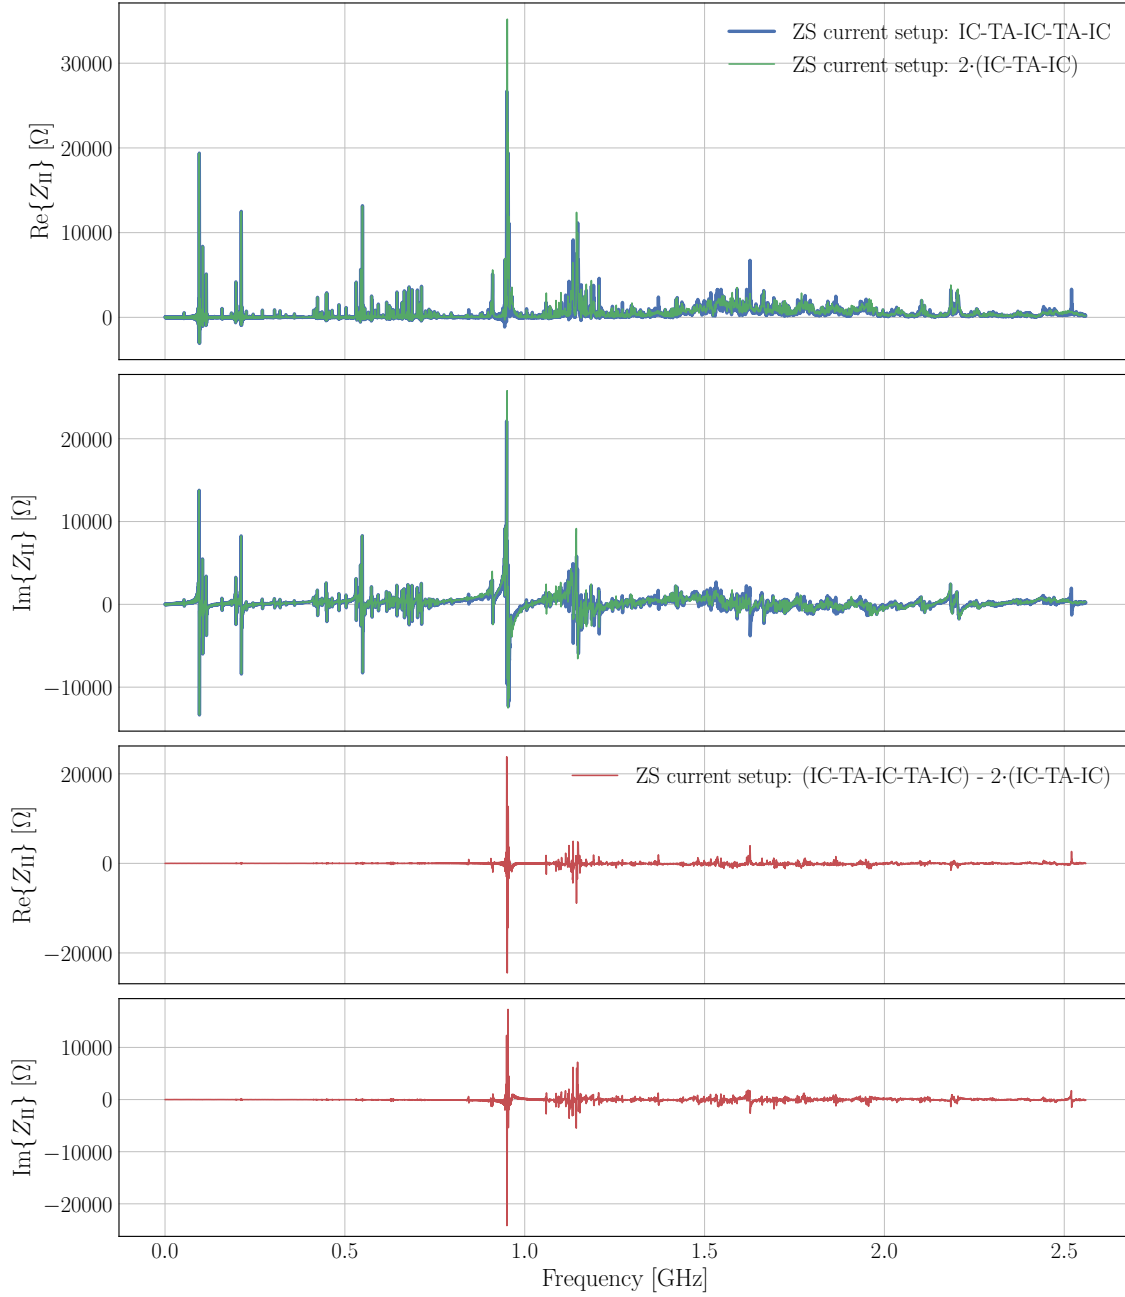 ZS current setup: IC-TA-IC-TA-IC
ZS current setup: 2·(IC-TA-IC)
30000
20000
10000
0
Re{Z_II} [Ω]
20000
10000
0
−10000
Im{Z_II} [Ω]
ZS current setup: (IC-TA-IC-TA-IC) - 2·(IC-TA-IC)
20000
0
−20000
Re{Z_II} [Ω]
10000
0
−10000
−20000
Im{Z_II} [Ω]
0.0 0.5 1.0 1.5 2.0 2.5
Frequency [GHz]